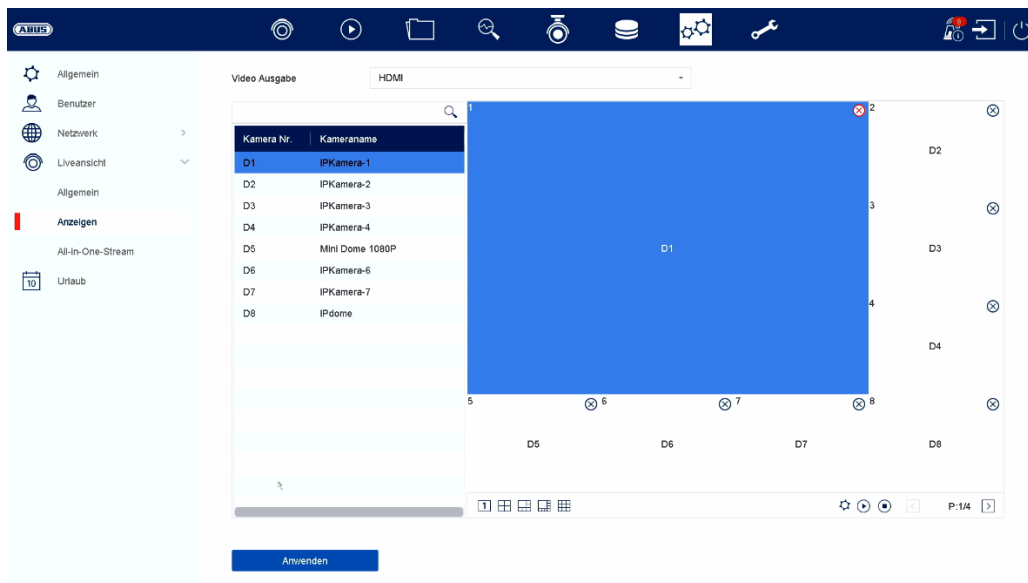 ABUS
9
Allgemein
Benutzer
Netzwerk
Liveansicht
Allgemein
Anzeigen
All-in-One-Stream
10
Urlaub
Video Ausgabe
HDMI
Kamera Nr.
Kameraname
D1 IPKamera-1
D2 IPKamera-2
D3 IPKamera-3
D4 IPKamera-4
D5 Mini Dome 1080P
D6 IPKamera-6
D7 IPKamera-7
D8 IPdome
1
D1
2
D2
3
D3
4
D4
5
D5
6
D6
7
D7
8
D8
1
P:1/4
Anwenden